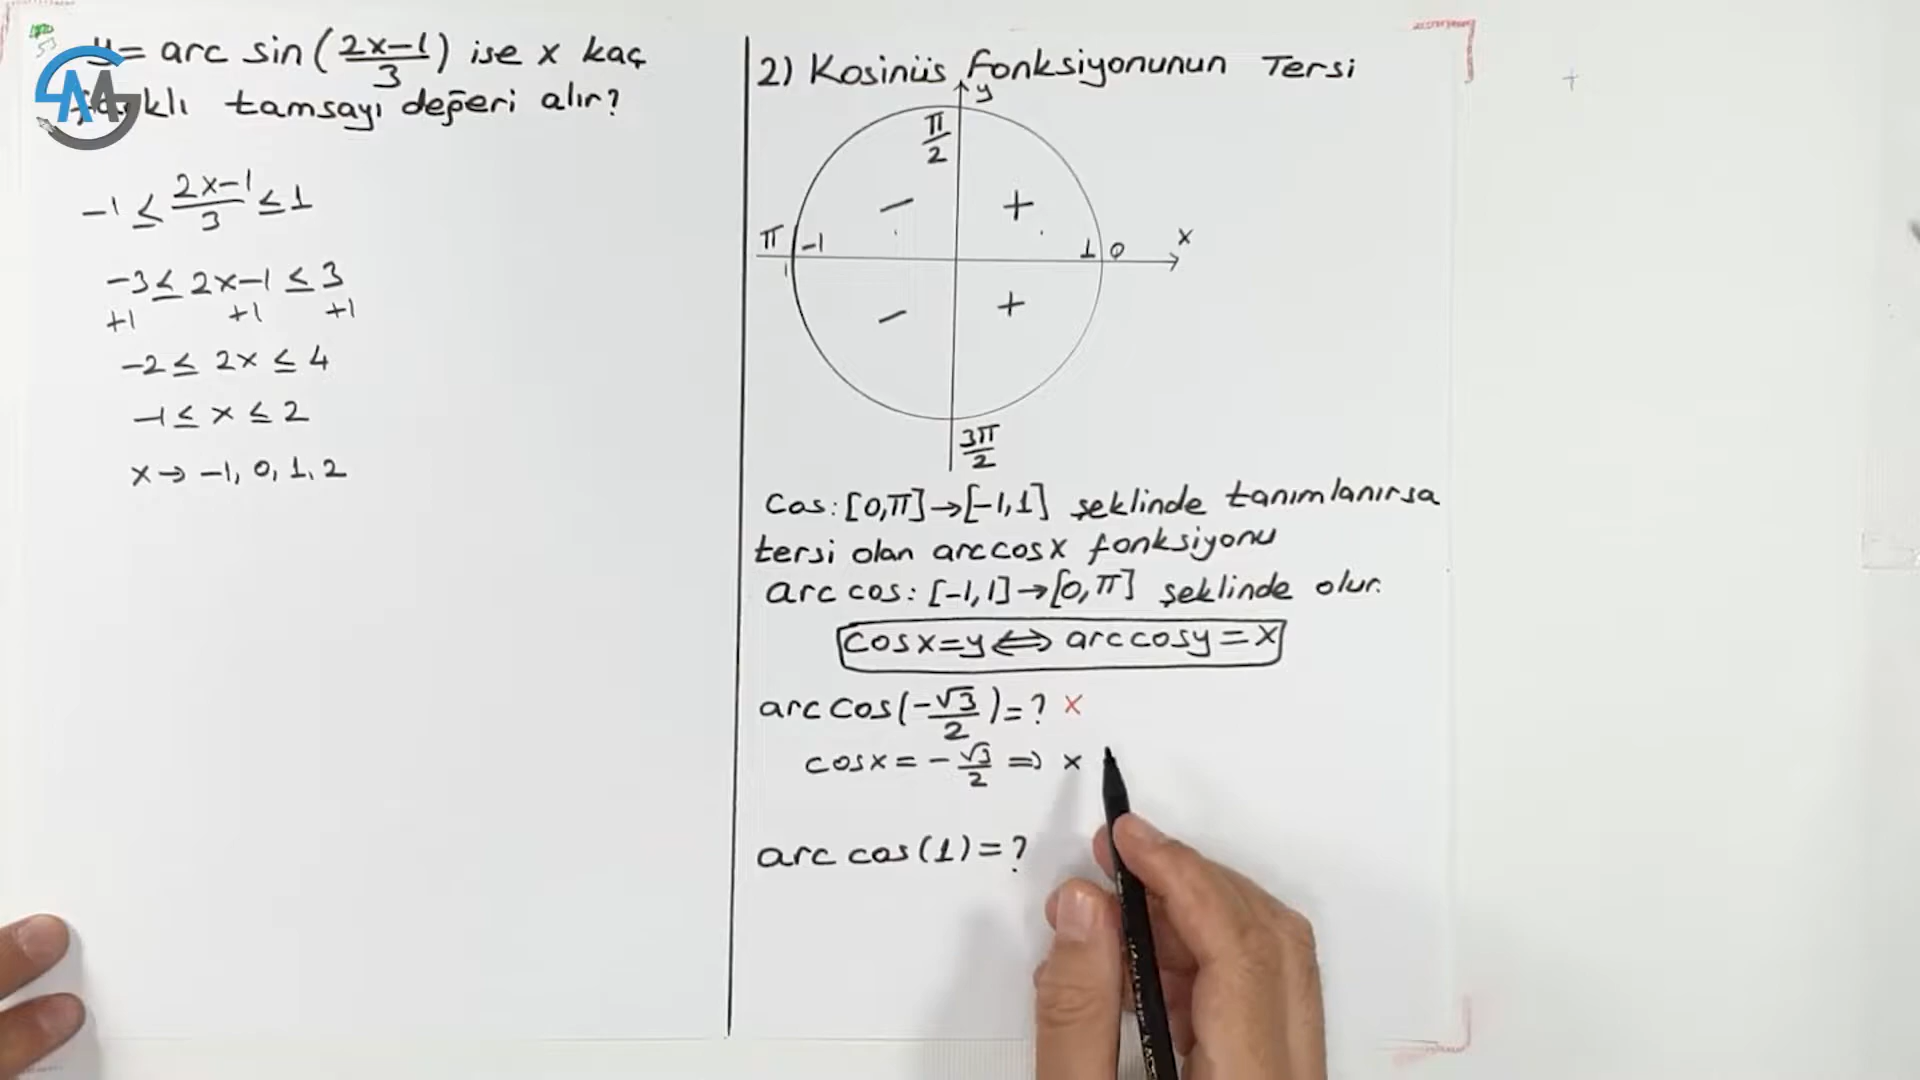 y = arc sin(2x-1/3) ise x kaç
farklı tamsayı değeri alır?
-1 ≤ 2x-1/3 ≤ 1
-3 ≤ 2x-1 ≤ 3
+1 +1 +1
-2 ≤ 2x ≤ 4
-1 ≤ x ≤ 2
x → -1, 0, 1, 2
2) Kosinüs Fonksiyonunun Tersi
y
π/2
- +
π -1 1 0 x
- +
3π/2
Cos: [0,π] → [-1,1] şeklinde tanımlanırsa
tersi olan arccosx fonksiyonu
arc cos: [-1,1] → [0,π] şeklinde olur.
cosx = y ⇔ arccosy = x
arc cos(-√3/2) = ? x
cosx = -√3/2 ⇒ x
arc cos(1) = ?